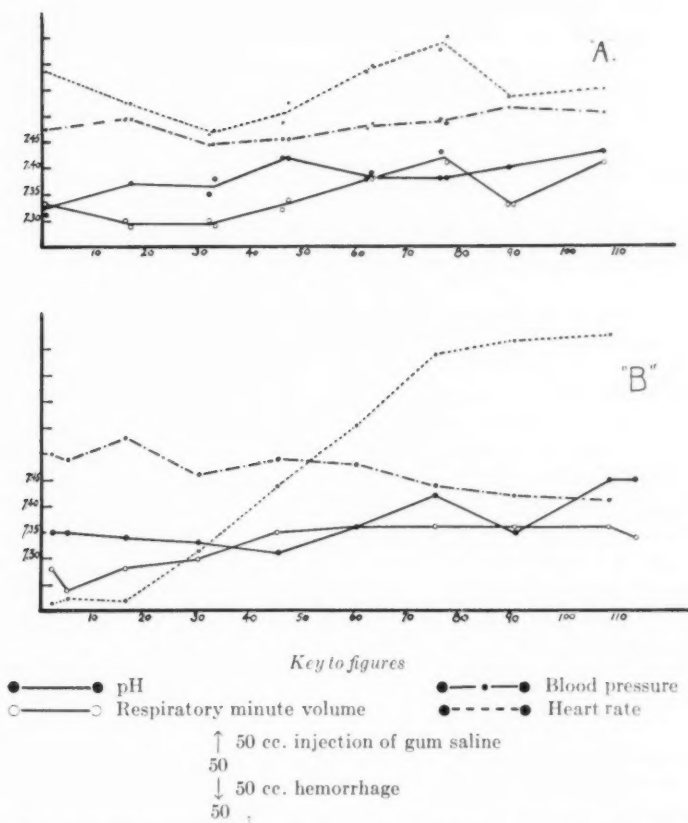 "A.
7.45
7.40
7.35
7.30
10 20 30 40 50 60 70 80 90 100 110
"B"
7.45
7.40
7.35
7.30
10 20 30 40 50 60 70 80 90 100 110
Key to figures
pH
Blood pressure
Respiratory minute volume
Heart rate
↑ 50 cc. injection of gum saline
50
↓ 50 cc. hemorrhage
50